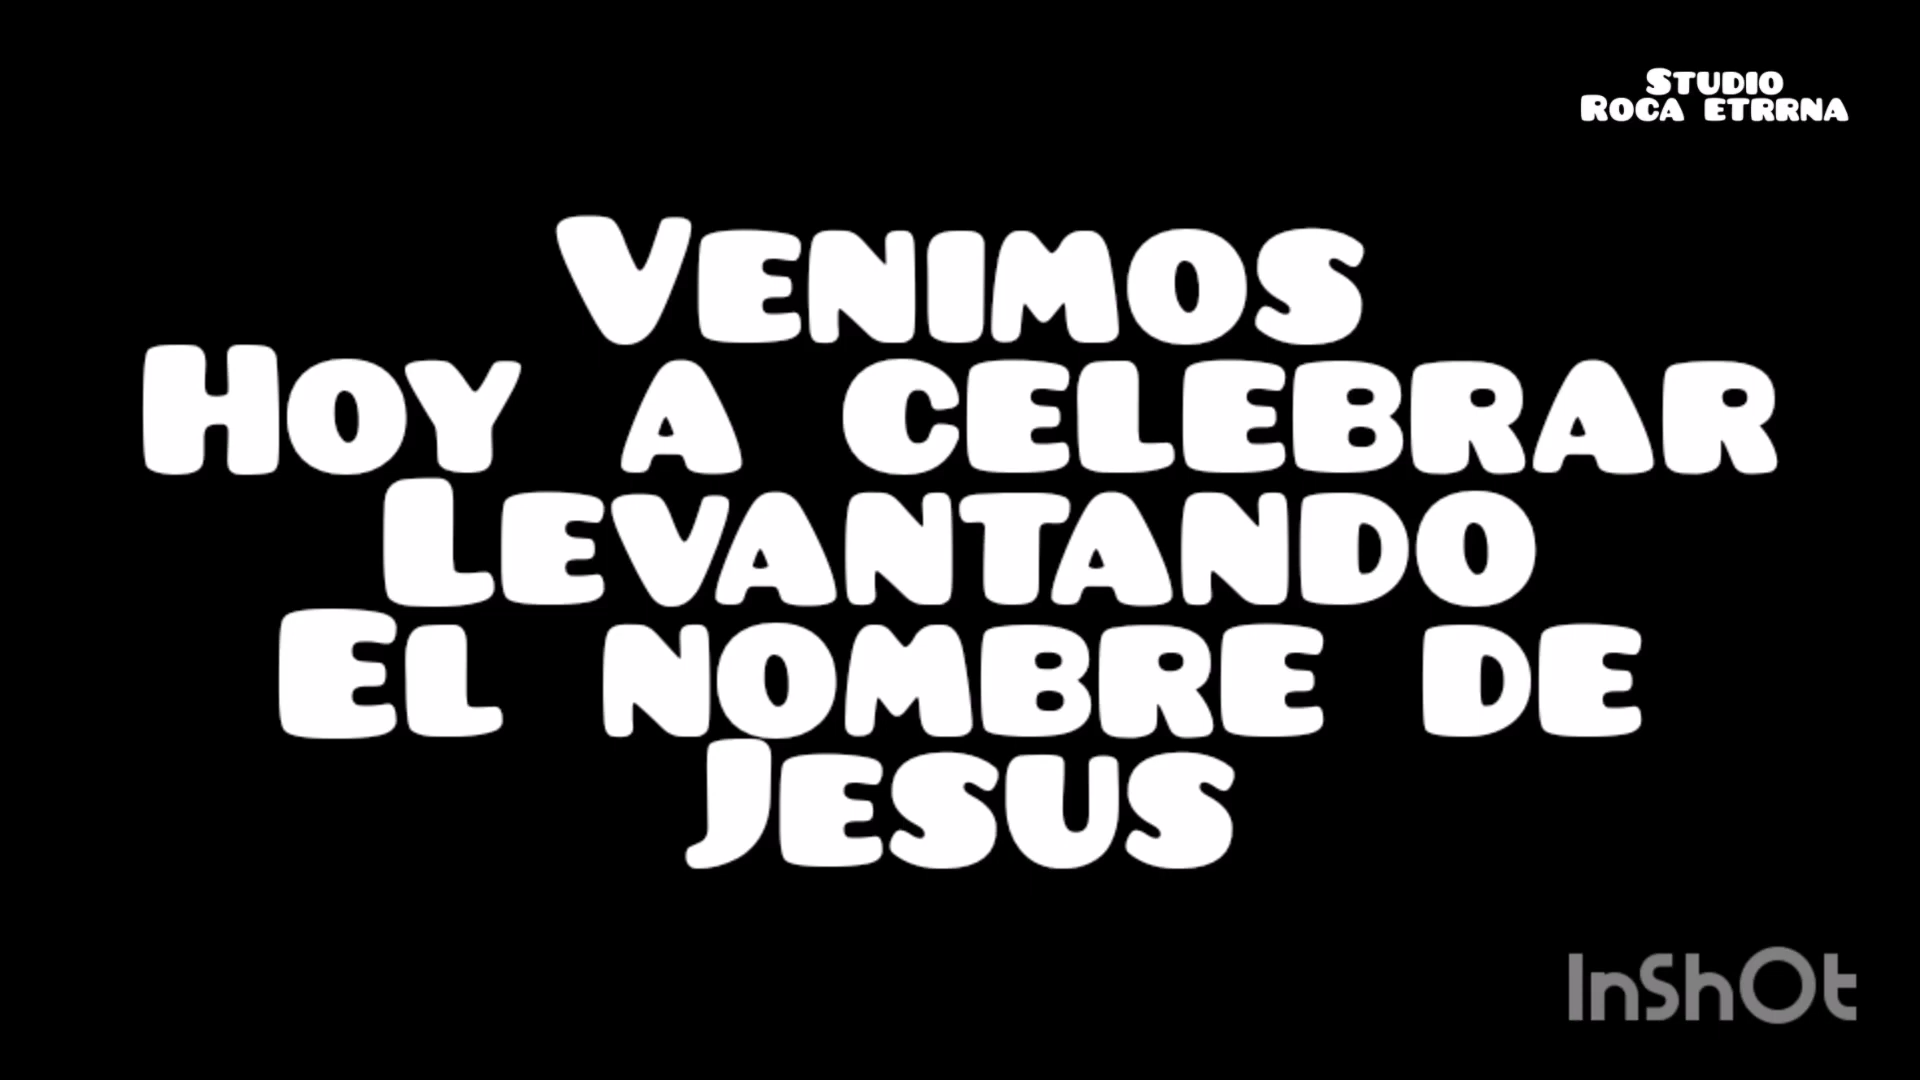 Studio
Roca etrrna
Venimos
Hoy a celebrar
Levantando
El nombre de
Jesus
InShOt